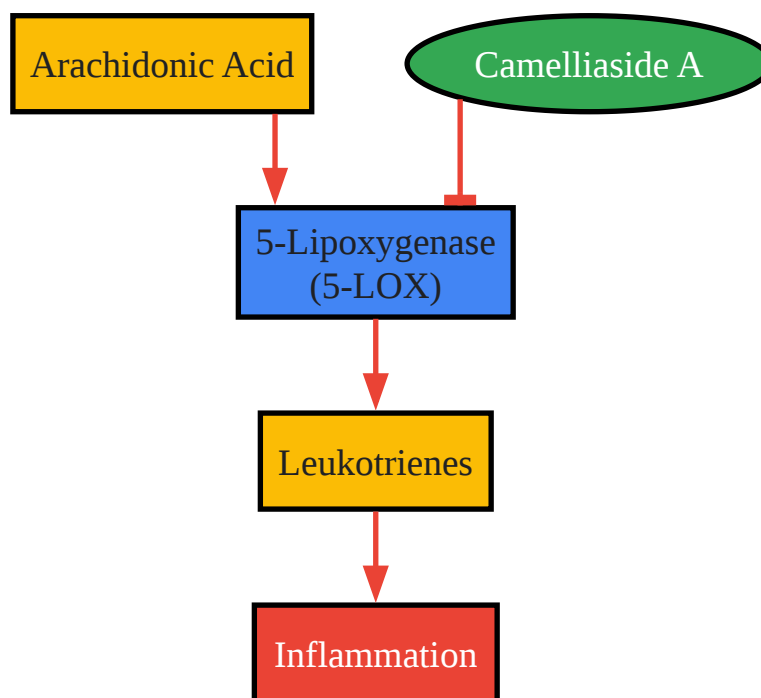 Arachidonic Acid
Camelliaside A
5-Lipoxygenase
(5-LOX)
Leukotrienes
Inflammation